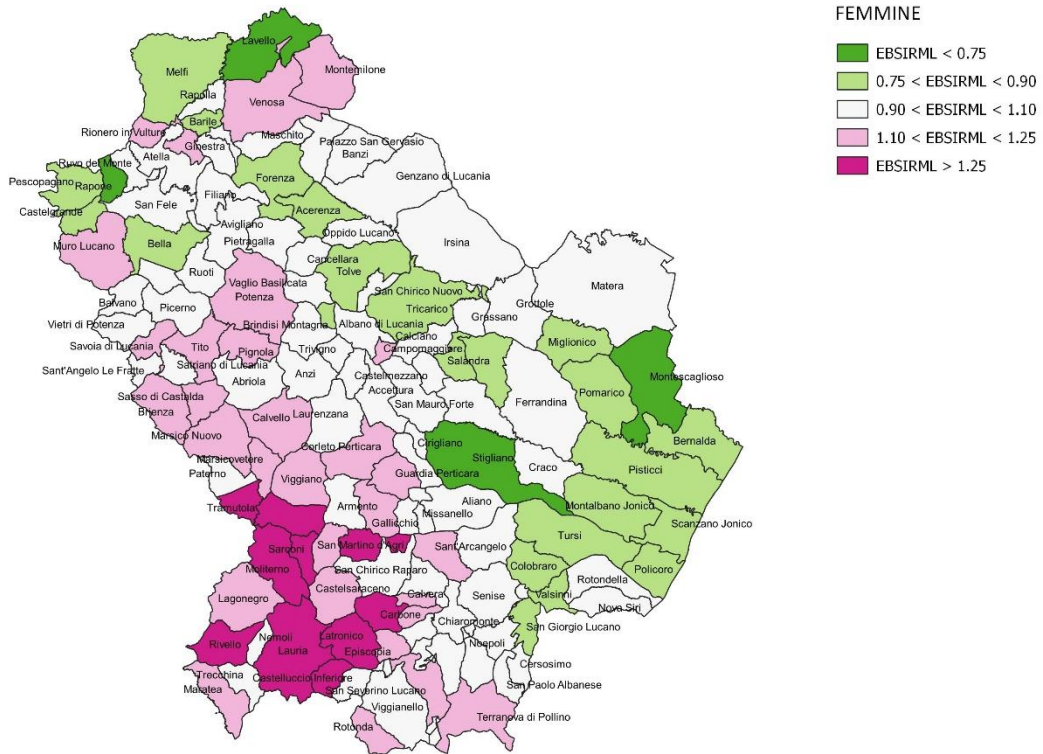 FEMMINE
EBSIRML < 0.75
0.75 < EBSIRML < 0.90
0.90 < EBSIRML < 1.10
1.10 < EBSIRML < 1.25
EBSIRML > 1.25
Lavello
Melfi
Montemilone
Rapolla
Venosa
Barile
Rionero in Vulture
Ginestra
Maschito
Palazzo San Gervasio
Banzi
Atella
Ruvo del Monte
Genzano di Lucania
Pescopagano
Rapone
Forenza
Filiano
San Fele
Castelgrande
Acerenza
Avigliano
Oppido Lucano
Pietragalla
Irsina
Muro Lucano
Bella
Cancellara
Tolve
Ruoti
Vaglio Basilicata
Potenza
San Chirico Nuovo
Matera
Balvano
Picerno
Tricarico
Grottole
Grassano
Vietri di Potenza
Brindisi Montagna
Albano di Lucania
Calciano
Miglionico
Savoia di Lucania
Tito
Pignola
Trivigno
Campomaggiore
Salandra
Sant'Angelo Le Fratte
Satriano di Lucania
Abriola
Anzi
Castelmezzano
Accettura
Montescaglioso
Sasso di Castalda
Pomarico
Brienza
San Mauro Forte
Ferrandina
Calvello
Laurenzana
Marsico Nuovo
Bernalda
Corleto Perticara
Cirigliano
Stigliano
Marsicovetere
Paterno
Craco
Pisticci
Viggiano
Guardia Perticara
Tramutola
Armento
Aliano
Missanello
Montalbano Jonico
Gallicchio
Scanzano Jonico
Sarconi
San Martino d'Agri
Sant'Arcangelo
Tursi
Moliterno
San Chirico Raparo
Colobraro
Policoro
Rotondella
Lagonegro
Castelsaraceno
Calvera
Senise
Valsinni
Nova Siri
Carbone
Chiaromonte
San Giorgio Lucano
Rivello
Nemoli
Latronico
Lauria
Episcopia
Noepoli
Cersosimo
Trecchina
Castelluccio Inferiore
San Severino Lucano
San Paolo Albanese
Maratea
Viggianello
Rotonda
Terranova di Pollino